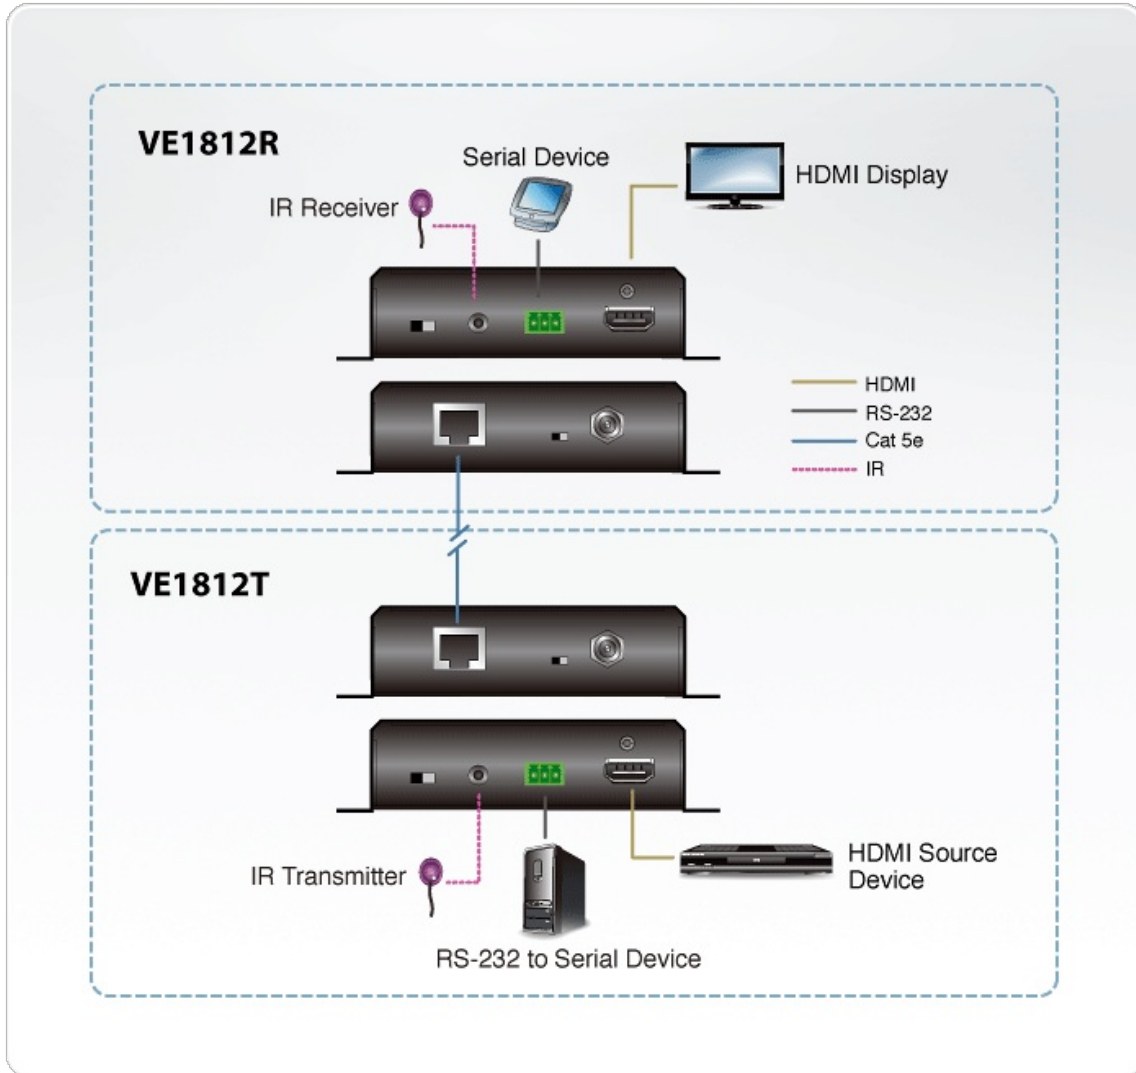 VE1812R
Serial Device
HDMI Display
IR Receiver
HDMI
RS-232
Cat 5e
IR
VE1812T
IR Transmitter
HDMI Source
Device
RS-232 to Serial Device